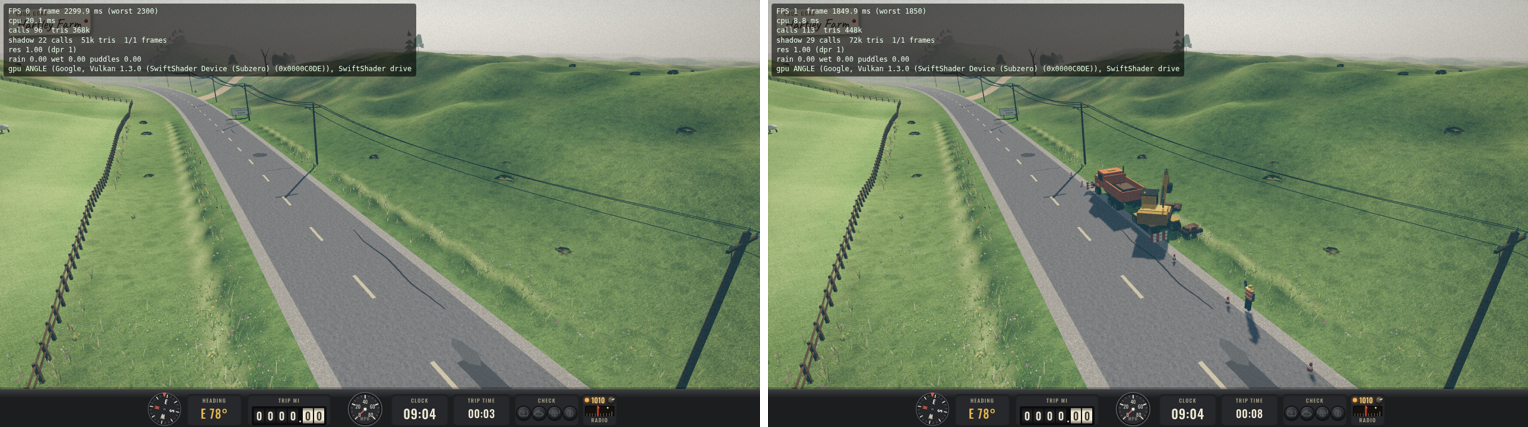 FPS 0 frame 2299.9 ms (worst 2300)
cpu 20.1 ms
calls 96 tris 368k
shadow 22 calls 51k tris 1/1 frames
res 1.00 (dpr 1)
rain 0.00 wet 0.00 puddles 0.00
gpu ANGLE (Google, Vulkan 1.3.0 (SwiftShader Device (Subzero) (0x0000C0DE)), SwiftShader drive
HEADING
E 78°
TRIP MI
0000.00
20
40
60
CLOCK
09:04
TRIP TIME
00:03
CHECK
1010
RADIO
FPS 1 frame 1849.9 ms (worst 1850)
cpu 8.8 ms
calls 113 tris 448k
shadow 29 calls 72k tris 1/1 frames
res 1.00 (dpr 1)
rain 0.00 wet 0.00 puddles 0.00
gpu ANGLE (Google, Vulkan 1.3.0 (SwiftShader Device (Subzero) (0x0000C0DE)), SwiftShader drive
HEADING
E 78°
TRIP MI
0000.00
20
40
60
CLOCK
09:04
TRIP TIME
00:08
CHECK
1010
RADIO